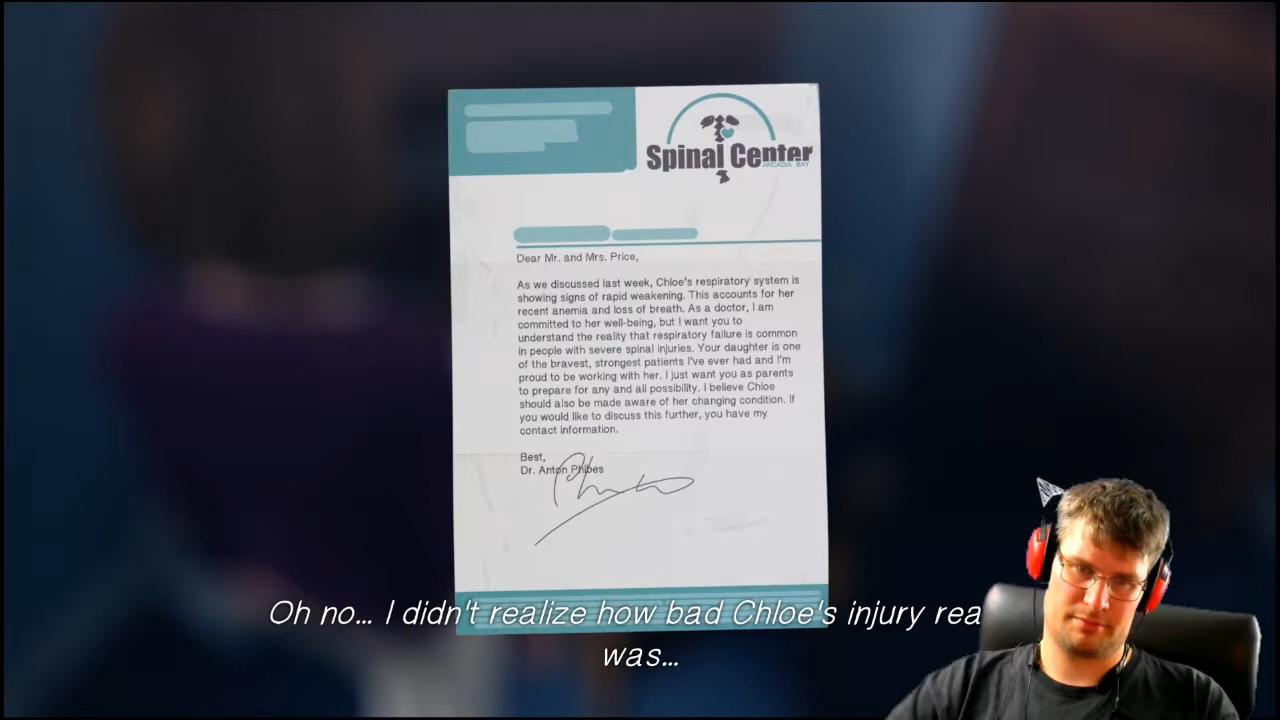 Spinal Center
ARCADIA BAY
Dear Mr. and Mrs. Price,
As we discussed last week, Chloe's respiratory system is
showing signs of rapid weakening. This accounts for her
recent anemia and loss of breath. As a doctor, I am
committed to her well-being, but I want you to
understand the reality that respiratory failure is common
in people with severe spinal injuries. Your daughter is one
of the bravest, strongest patients I've ever had and I'm
proud to be working with her. I just want you as parents
to prepare for any and all possibility. I believe Chloe
should also be made aware of her changing condition. If
you would like to discuss this further, you have my
contact information.
Best,
Dr. Anton Phibes
Oh no... I didn't realize how bad Chloe's injury rea
was...